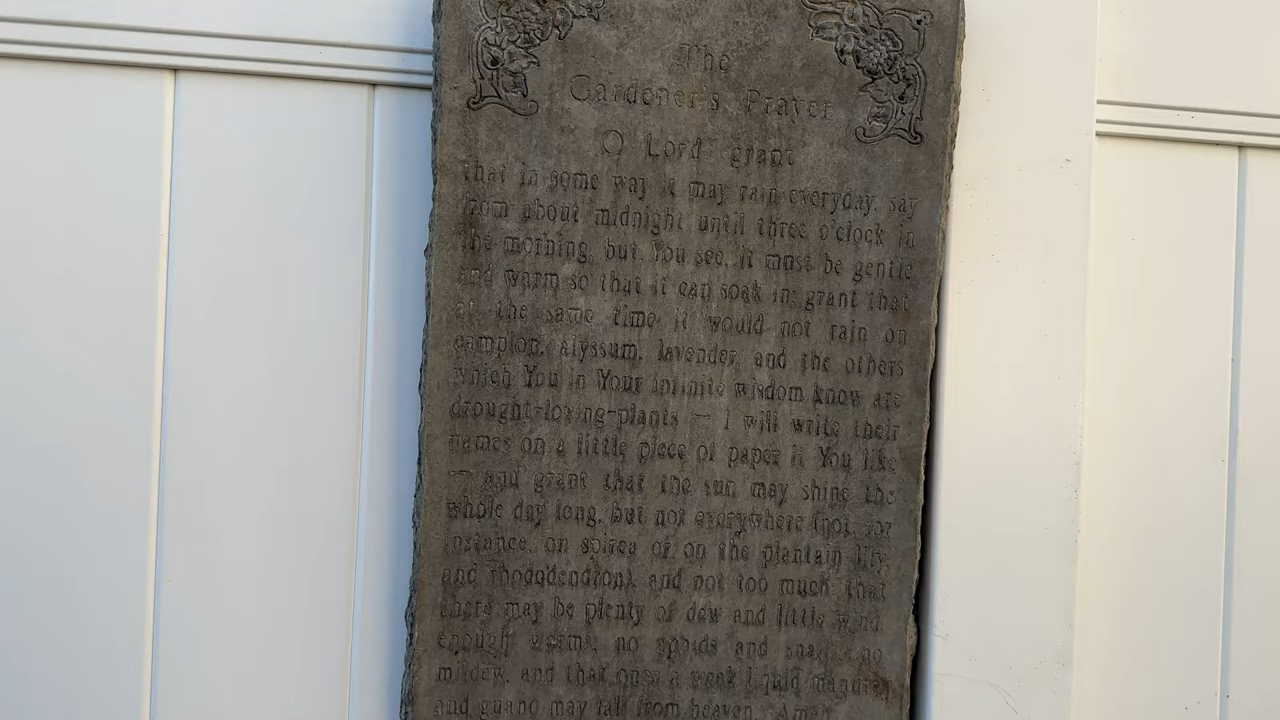 The
Gardener's Prayer
O Lord grant
that in some way it may rain everyday, say
from about midnight until three o'clock in
the morning, but, You see, it must be gentle
and warm so that it can soak in; grant that
at the same time it would not rain on
campion, alyssum, lavender, and the others
which You in Your infinite wisdom know are
drought-loving-plants — I will write their
names on a little piece of paper if You like
— and grant that the sun may shine the
whole day long, but not everywhere (not, for
instance, on spirea or on the plantain lily,
and rhododendron), and not too much; that
there may be plenty of dew and little wind,
enough worms, no aphids and snails, no
mildew, and that once a week liquid manure
and guano may fall from heaven. Amen